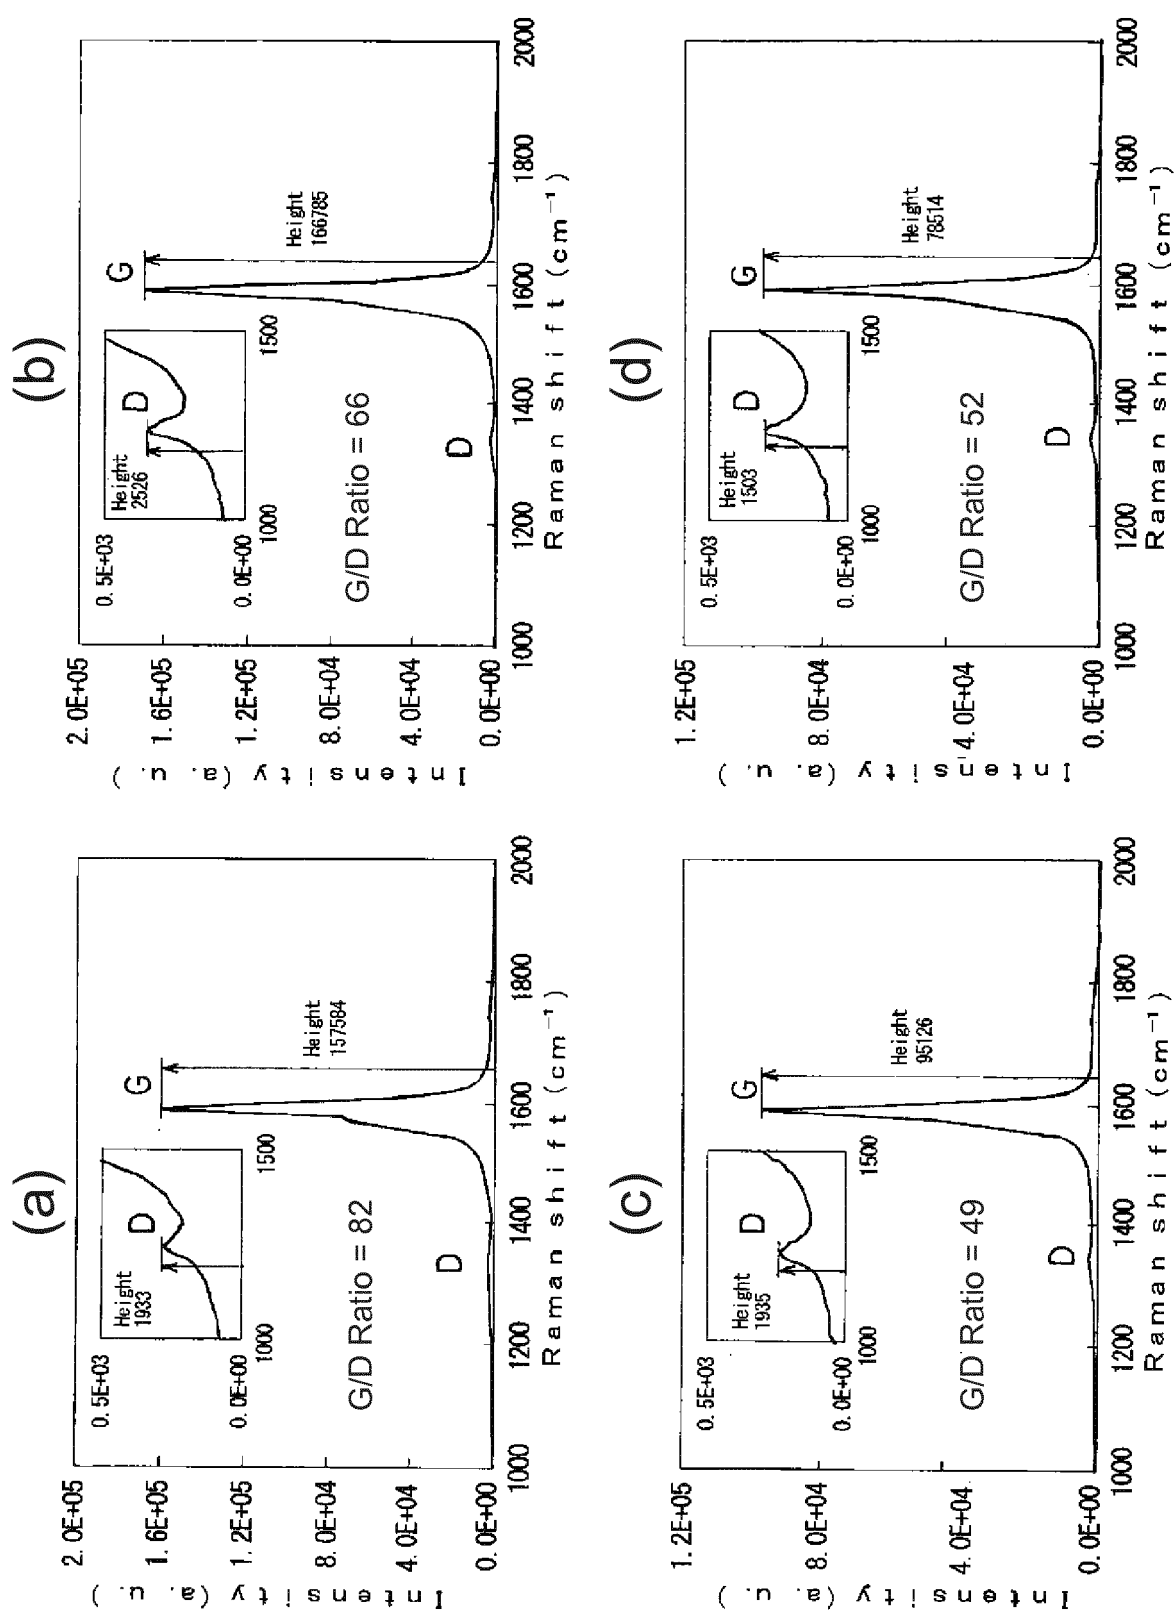 (a)
Intensity (a. u.)
2.0E+05
1.6E+05
1.2E+05
8.0E+04
4.0E+04
0.0E+00
0.5E+03
0.0E+00
Height
1933
D
1000
1500
G
Height
157584
G/D Ratio = 82
D
1000
1200
1400
1600
1800
2000
Raman shift (cm⁻¹)
(b)
Intensity (a. u.)
2.0E+05
1.6E+05
1.2E+05
8.0E+04
4.0E+04
0.0E+00
0.5E+03
0.0E+00
Height
2526
D
1000
1500
G
Height
166785
G/D Ratio = 66
D
1000
1200
1400
1600
1800
2000
Raman shift (cm⁻¹)
(c)
Intensity (a. u.)
1.2E+05
8.0E+04
4.0E+04
0.0E+00
0.5E+03
0.0E+00
Height
1935
D
1000
1500
G
Height
95126
G/D Ratio = 49
D
1000
1200
1400
1600
1800
2000
Raman shift (cm⁻¹)
(d)
Intensity (a. u.)
1.2E+05
8.0E+04
4.0E+04
0.0E+00
0.5E+03
0.0E+00
Height
1503
D
1000
1500
G
Height
78514
G/D Ratio = 52
D
1000
1200
1400
1600
1800
2000
Raman shift (cm⁻¹)